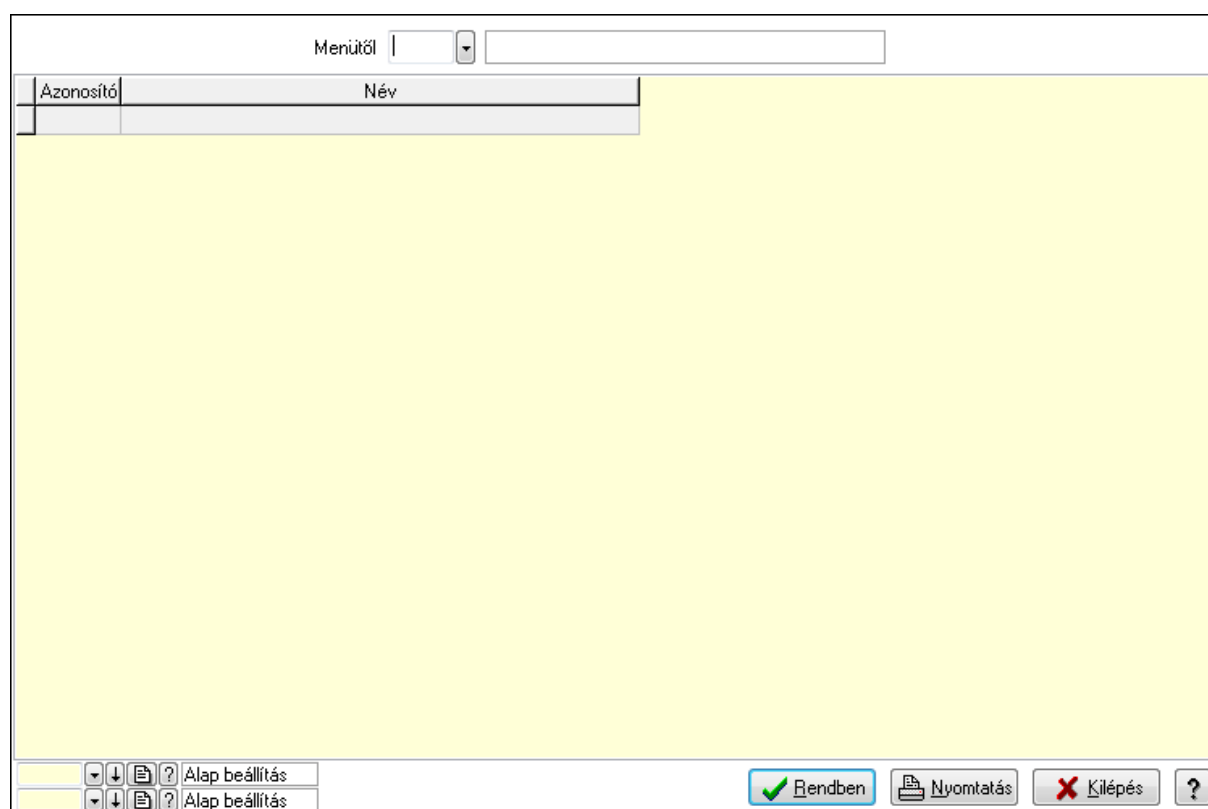 Menütől
Azonosító Név
? Alap beállítás
? Alap beállítás
Rendben Nyomtatás Kilépés ?